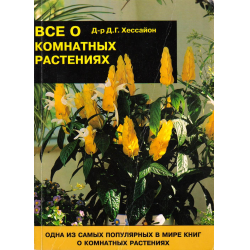 Д-р Д.Г. Хессайон
ВСЕ О
КОМНАТНЫХ
РАСТЕНИЯХ
ОДНА ИЗ САМЫХ ПОПУЛЯРНЫХ В МИРЕ КНИГ
О КОМНАТНЫХ РАСТЕНИЯХ